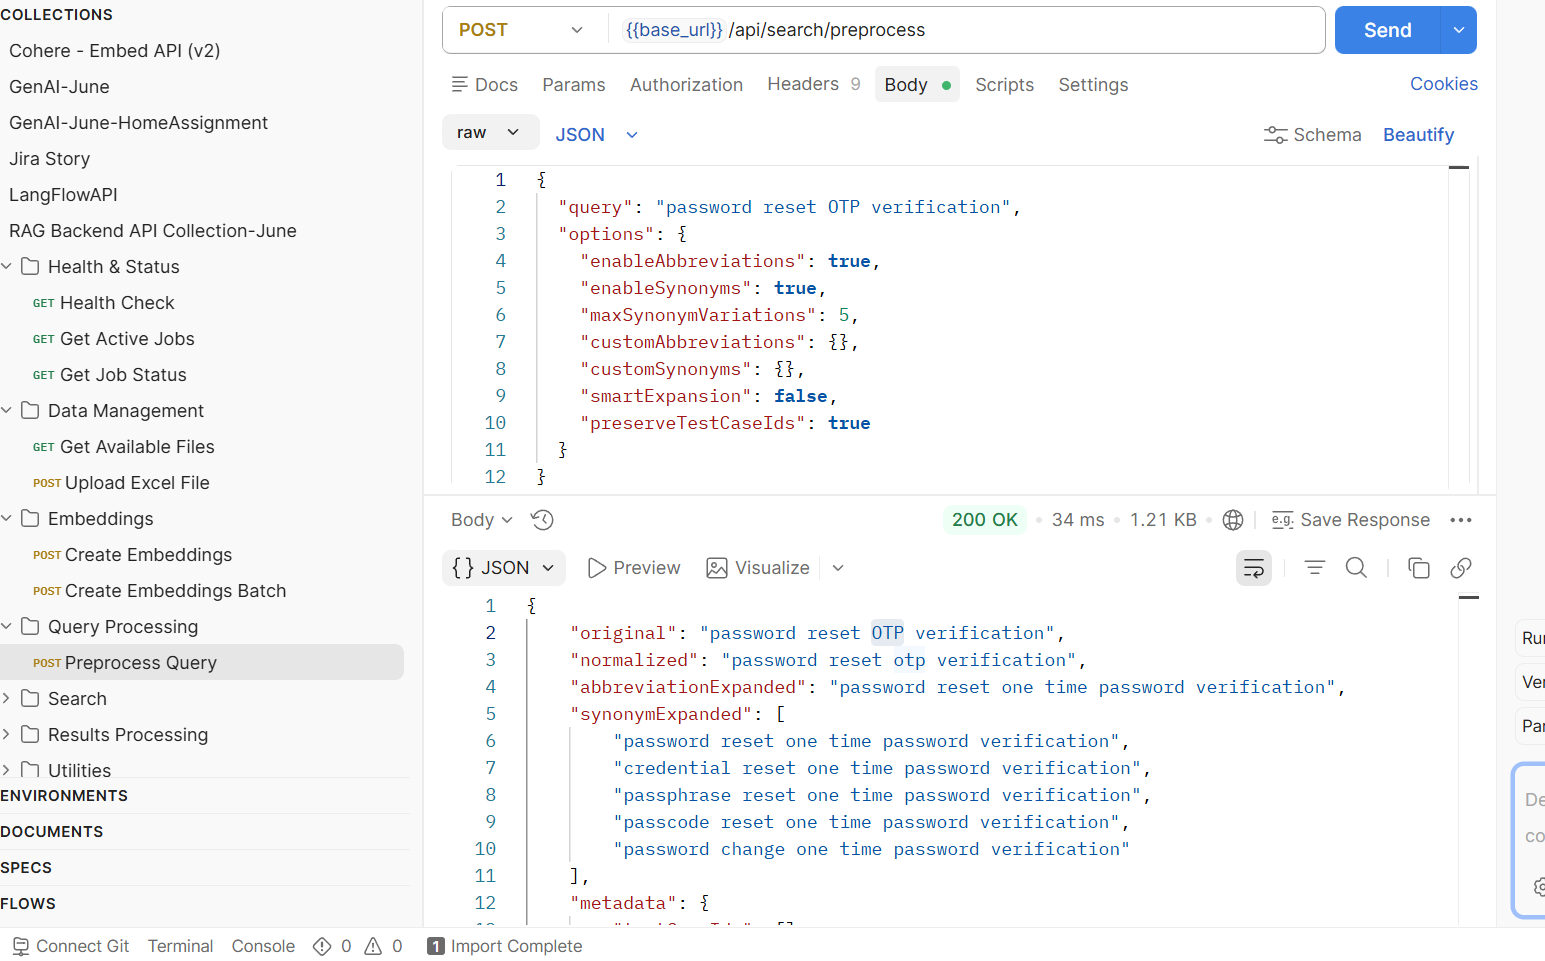 COLLECTIONS
Cohere - Embed API (v2)
GenAI-June
GenAI-June-HomeAssignment
Jira Story
LangFlowAPI
RAG Backend API Collection-June
Health & Status
GET Health Check
GET Get Active Jobs
GET Get Job Status
Data Management
GET Get Available Files
POST Upload Excel File
Embeddings
POST Create Embeddings
POST Create Embeddings Batch
Query Processing
POST Preprocess Query
Search
Results Processing
Utilities
ENVIRONMENTS
DOCUMENTS
SPECS
FLOWS
POST {{base_url}} /api/search/preprocess Send
Docs Params Authorization Headers 9 Body Scripts Settings Cookies
raw JSON Schema Beautify
1 {
2 "query": "password reset OTP verification",
3 "options": {
4 "enableAbbreviations": true,
5 "enableSynonyms": true,
6 "maxSynonymVariations": 5,
7 "customAbbreviations": {},
8 "customSynonyms": {},
9 "smartExpansion": false,
10 "preserveTestCaseIds": true
11 }
12 }
Body 200 OK 34 ms 1.21 KB e.g. Save Response
{} JSON Preview Visualize
1 {
2 "original": "password reset OTP verification",
3 "normalized": "password reset otp verification",
4 "abbreviationExpanded": "password reset one time password verification",
5 "synonymExpanded": [
6 "password reset one time password verification",
7 "credential reset one time password verification",
8 "passphrase reset one time password verification",
9 "passcode reset one time password verification",
10 "password change one time password verification"
11 ],
12 "metadata": {
Connect Git Terminal Console 0 0 1 Import Complete